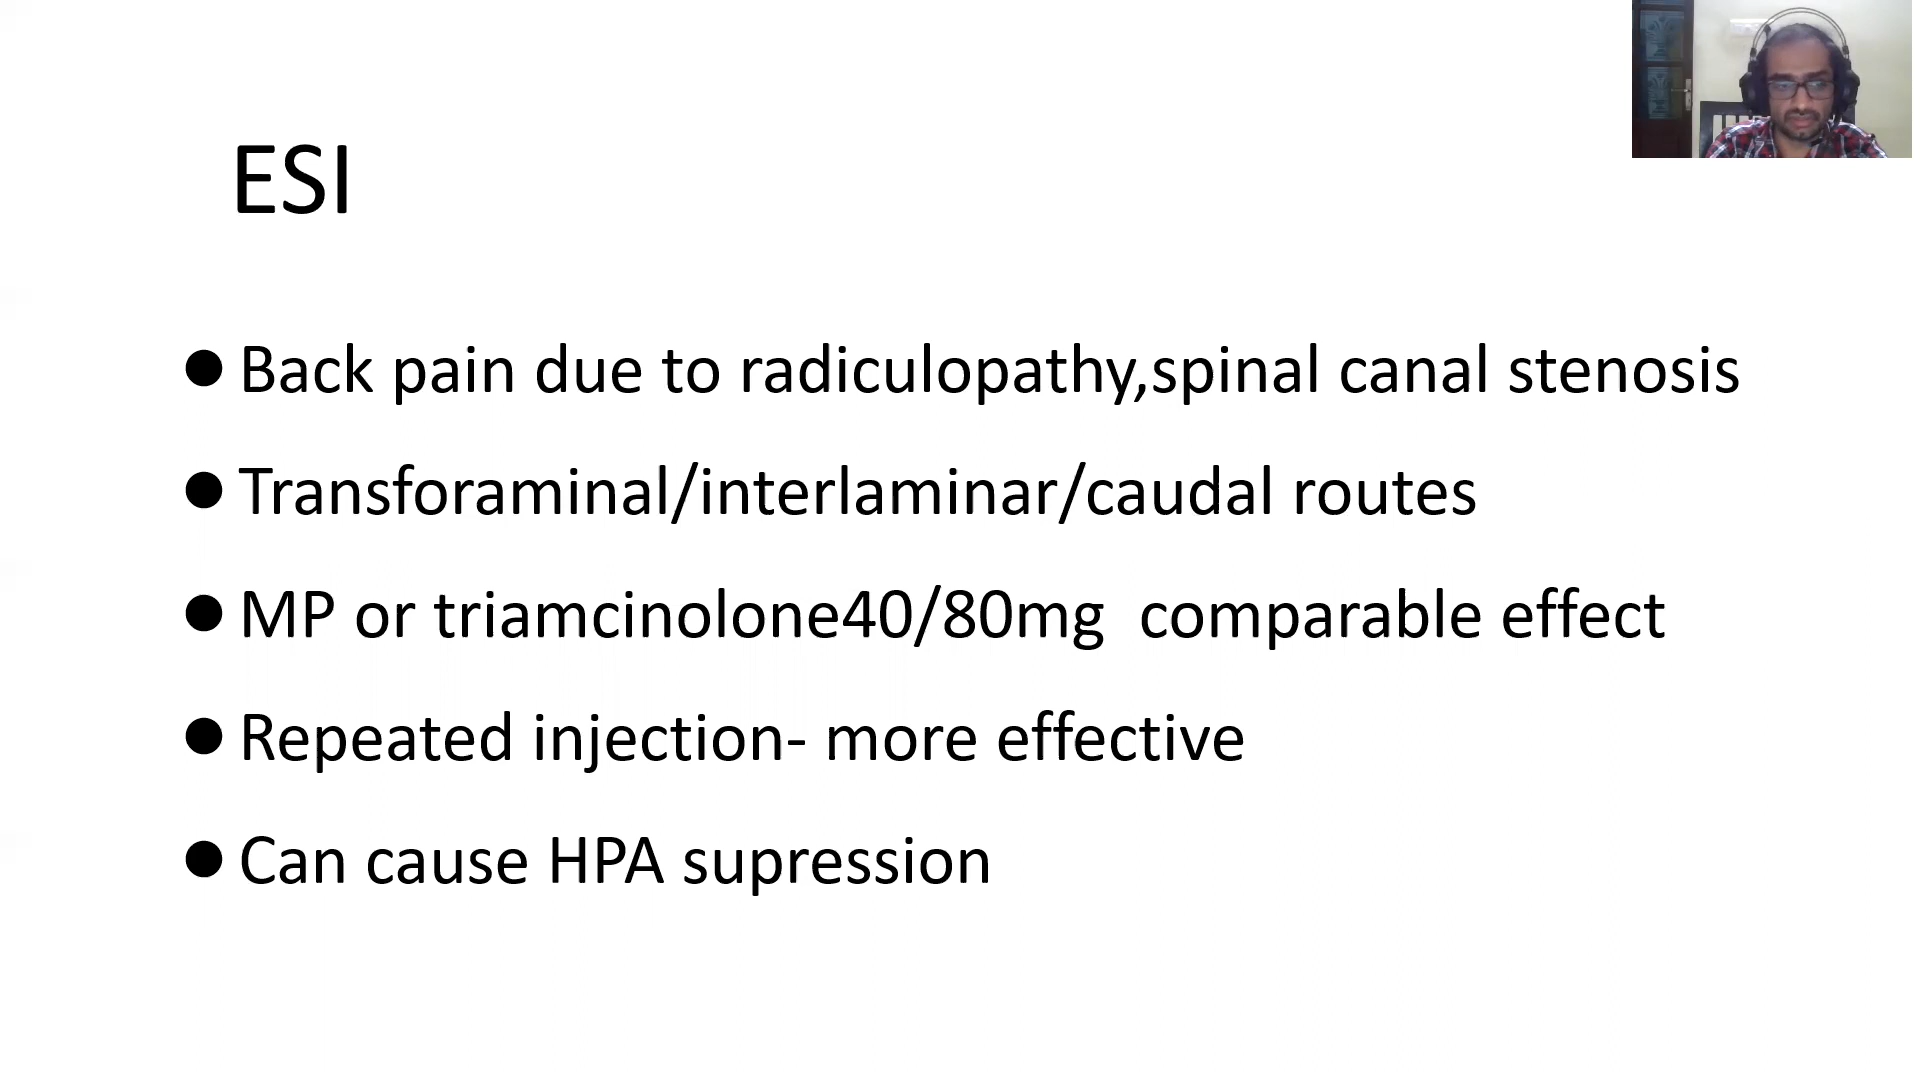 ESI
● Back pain due to radiculopathy,spinal canal stenosis
● Transforaminal/interlaminar/caudal routes
● MP or triamcinolone40/80mg  comparable effect
● Repeated injection- more effective
● Can cause HPA supression